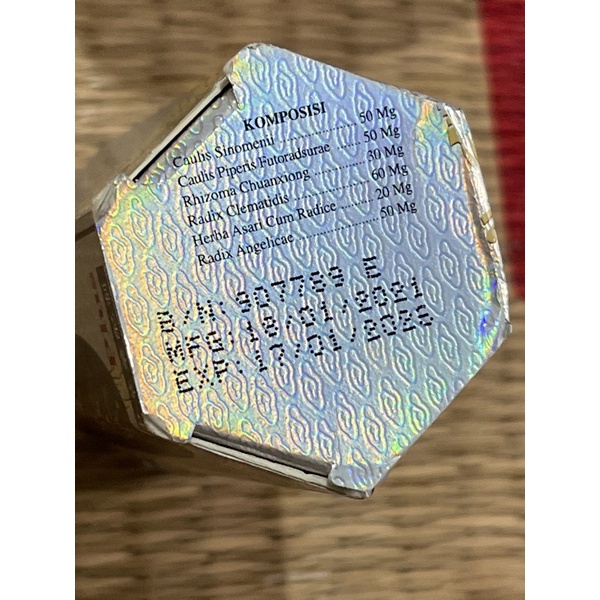 KOMPOSISI
Caulis Sinomenii ........................ 50 Mg
Caulis Piperis Futoradsurae ....... 50 Mg
Rhizoma Chuanxiong ................. 30 Mg
Radix Clematidis ........................ 60 Mg
Herba Asari Cum Radice .......... 20 Mg
Radix Angelicae ......................... 50 Mg
B/N: 907789 E
MFD: 18/01/2021
EXP: 17/01/2026